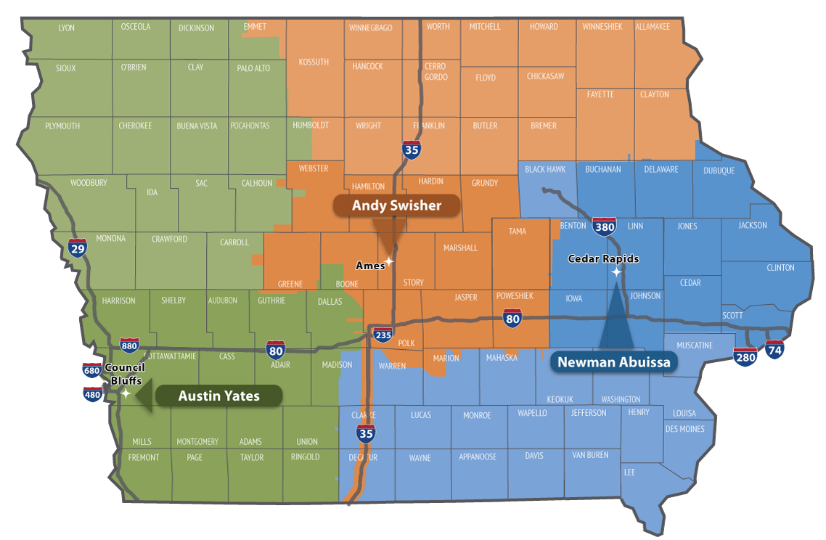 LYON OSCEOLA DICKINSON EMMET WINNEGBAGO WORTH MITCHELL HOWARD WINNESHIEK ALLAMAKEE
SIOUX O'BRIEN CLAY PALO ALTO KOSSUTH HANCOCK CERRO GORDO FLOYD CHICKASAW
FAYETTE CLAYTON
PLYMOUTH CHEROKEE BUENA VISTA POCAHONTAS HUMBOLDT WRIGHT FRANKLIN BUTLER BREMER
35
WEBSTER BLACK HAWK BUCHANAN DELAWARE DUBUQUE
WOODBURY IDA SAC CALHOUN HAMILTON HARDIN GRUNDY
Andy Swisher
TAMA BENTON 380 LINN JONES JACKSON
29 MONONA CRAWFORD CARROLL MARSHALL
Ames Cedar Rapids
CLINTON
GREENE BOONE STORY CEDAR
HARRISON SHELBY AUDUBON GUTHRIE DALLAS JASPER POWESHIEK IOWA JOHNSON
80 SCOTT
235
880 POLK MUSCATINE
80 280 74
POTTAWATTAMIE CASS ADAIR MADISON WARREN MARION MAHASKA
Newman Abuissa
680 Council
Bluffs
480
Austin Yates
KEOKUK WASHINGTON
CLARKE LUCAS MONROE WAPELLO JEFFERSON HENRY LOUISA
DES MOINES
35
MILLS MONTGOMERY ADAMS UNION
FREMONT PAGE TAYLOR RINGOLD DECATUR WAYNE APPANOOSE DAVIS VAN BUREN
LEE